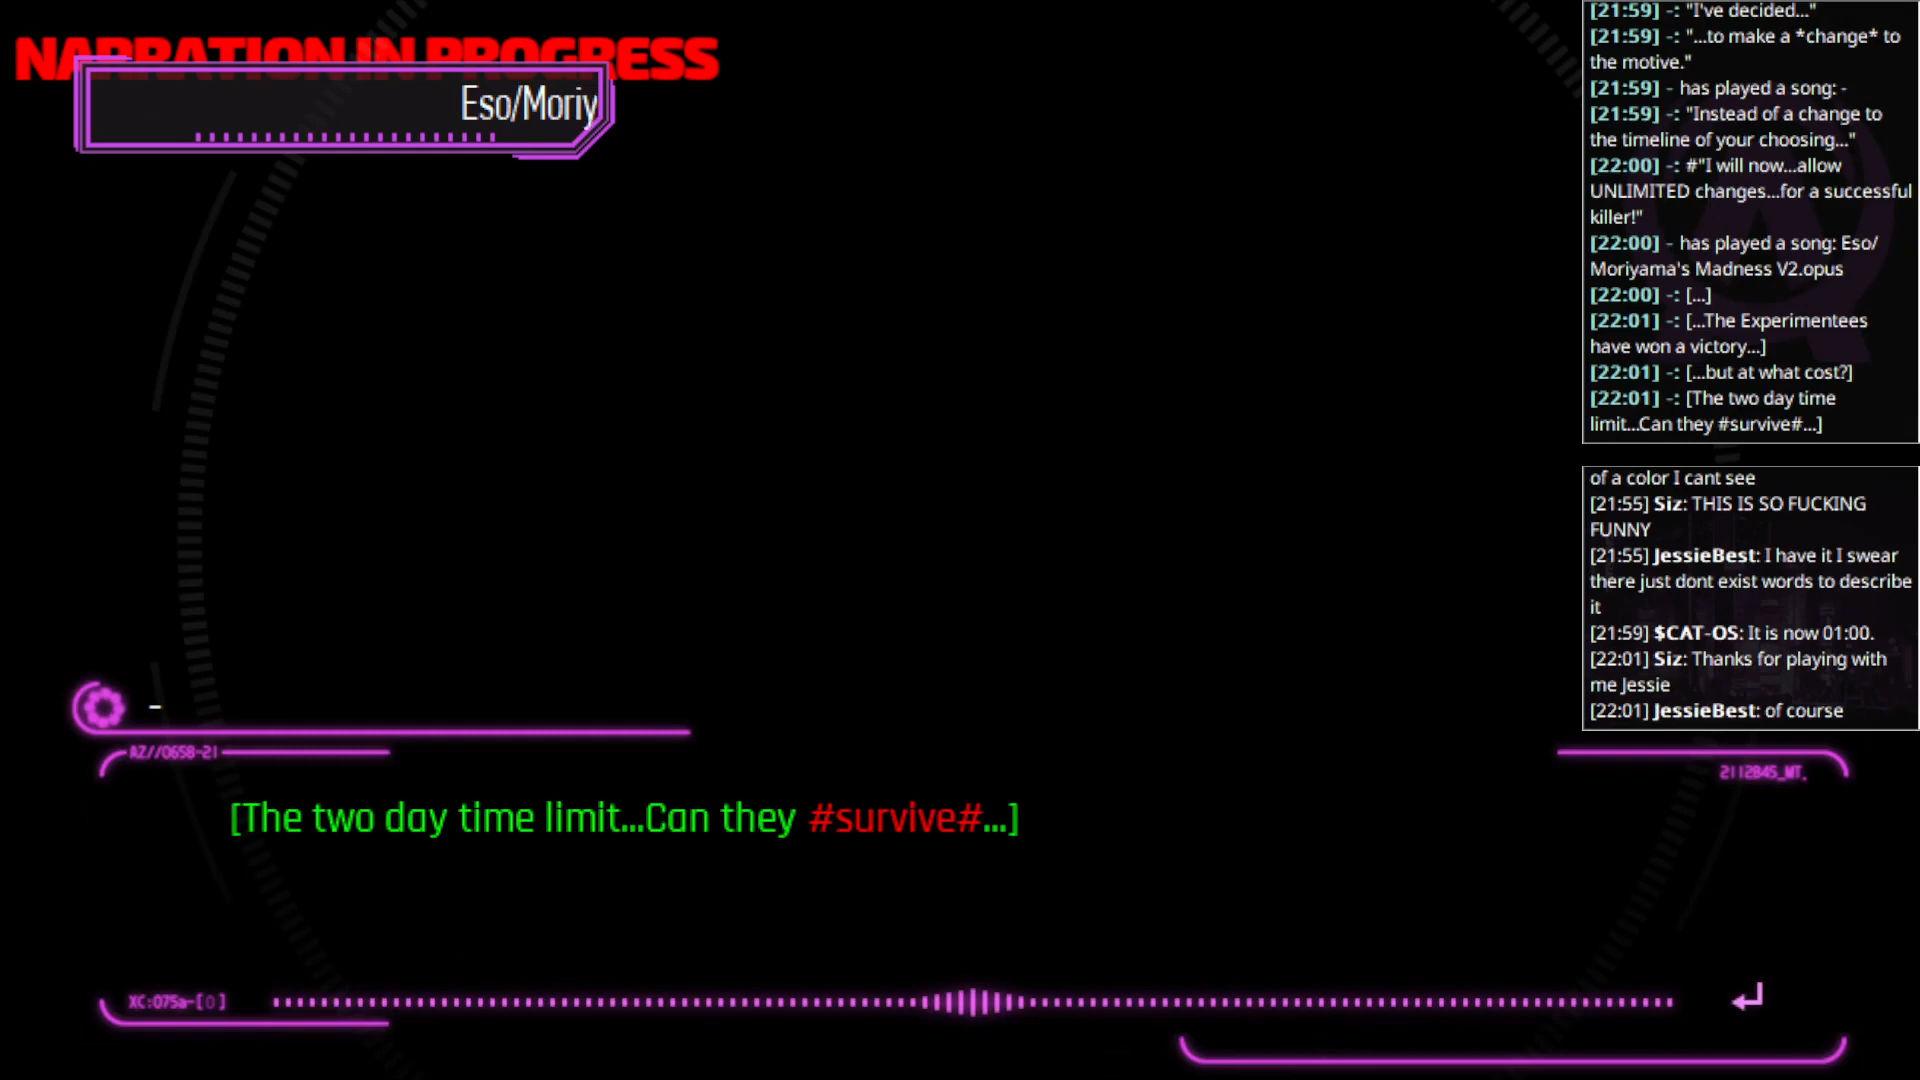 NARRATION IN PROGRESS
Eso/Moriy
[21:59] -: "I've decided..."
[21:59] -: "...to make a *change* to
the motive."
[21:59] - has played a song: -
[21:59] -: "Instead of a change to
the timeline of your choosing..."
[22:00] -: #"I will now...allow
UNLIMITED changes...for a successful
killer!"
[22:00] - has played a song: Eso/
Moriyama's Madness V2.opus
[22:00] -: [...]
[22:01] -: [...The Experimentees
have won a victory...]
[22:01] -: [...but at what cost?]
[22:01] -: [The two day time
limit...Can they #survive#...]
of a color I cant see
[21:55] Siz: THIS IS SO FUCKING
FUNNY
[21:55] JessieBest: I have it I swear
there just dont exist words to describe
it
[21:59] $CAT-OS: It is now 01:00.
[22:01] Siz: Thanks for playing with
me Jessie
[22:01] JessieBest: of course
-
AZ//0658-21
2112845_MT_
[The two day time limit...Can they #survive#...]
XC:075a-[0]